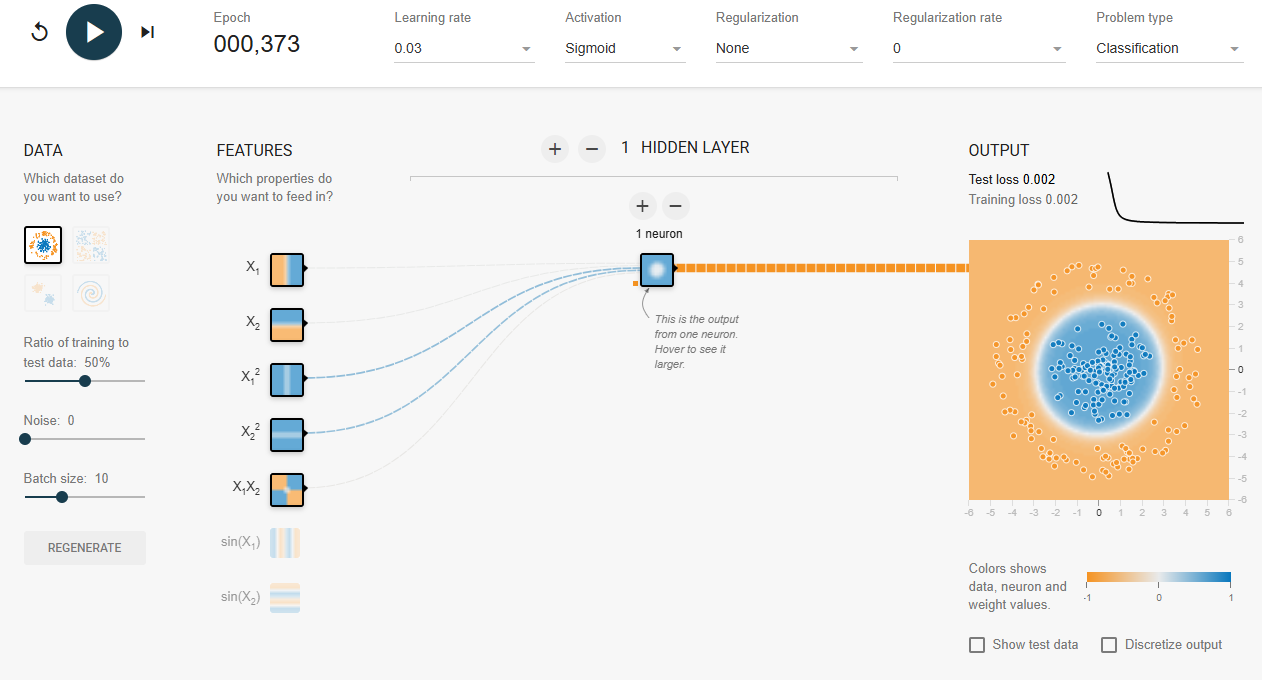 Epoch
000,373
Learning rate
0.03
Activation
Sigmoid
Regularization
None
Regularization rate
0
Problem type
Classification
DATA
Which dataset do
you want to use?
Ratio of training to
test data: 50%
Noise: 0
Batch size: 10
REGENERATE
FEATURES
Which properties do
you want to feed in?
X₁
X₂
X₁²
X₂²
X₁X₂
sin(X₁)
sin(X₂)
+ − 1 HIDDEN LAYER
+ −
1 neuron
This is the output
from one neuron.
Hover to see it
larger.
OUTPUT
Test loss 0.002
Training loss 0.002
6
5
4
3
2
1
0
-1
-2
-3
-4
-5
-6
-6 -5 -4 -3 -2 -1 0 1 2 3 4 5 6
Colors shows
data, neuron and
weight values.
-1 0 1
Show test data
Discretize output